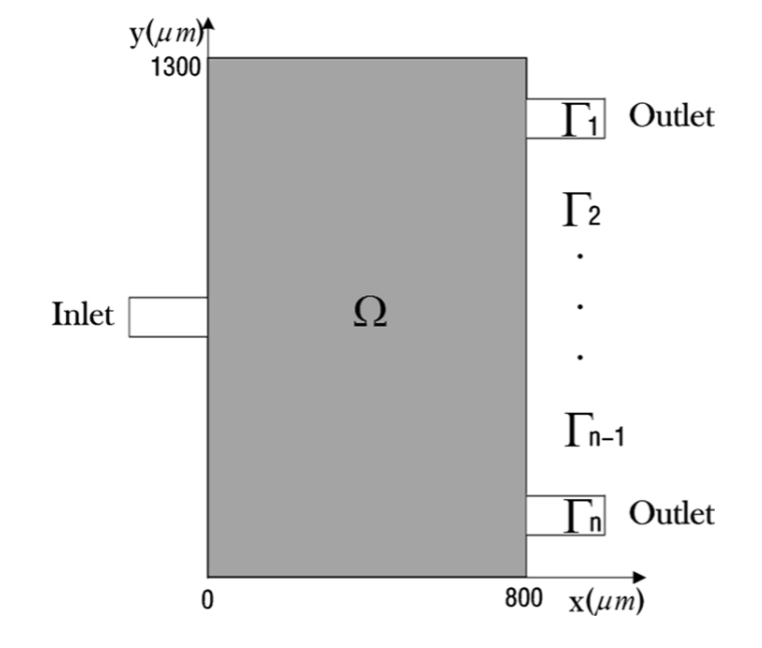 y(μm)
1300
Γ1 Outlet
Γ2
.
.
.
Inlet
Ω
Γn-1
Γn Outlet
0
800
x(μm)